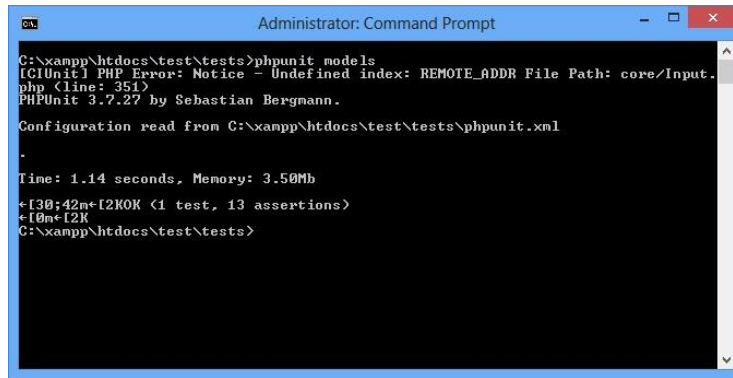 Administrator: Command Prompt
C:\xampp\htdocs\test\tests>phpunit models
[CIUnit] PHP Error: Notice - Undefined index: REMOTE_ADDR File Path: core/Input.
php (line: 351)
PHPUnit 3.7.27 by Sebastian Bergmann.
Configuration read from C:\xampp\htdocs\test\tests\phpunit.xml
.
Time: 1.14 seconds, Memory: 3.50Mb
←[30;42m←[2KOK (1 test, 13 assertions)
←[0m←[2K
C:\xampp\htdocs\test\tests>